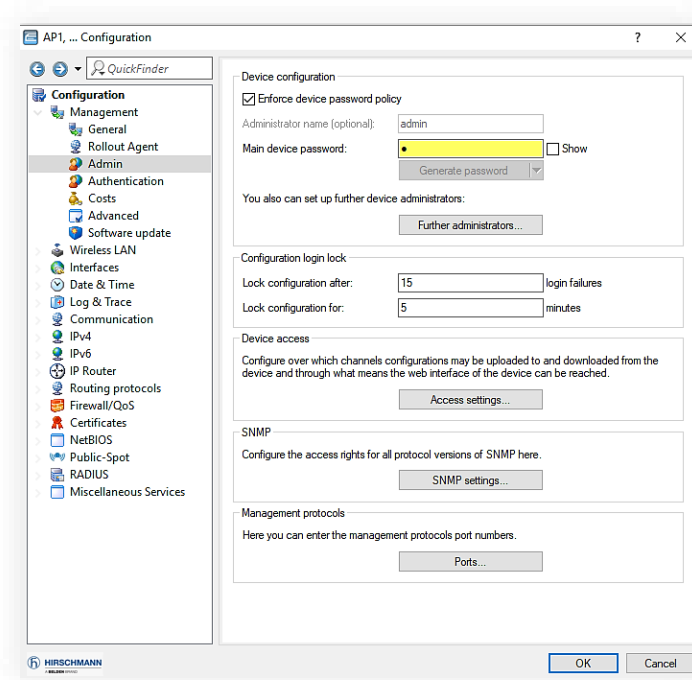 AP1, ... Configuration
?
QuickFinder
Configuration
Management
General
Rollout Agent
Admin
Authentication
Costs
Advanced
Software update
Wireless LAN
Interfaces
Date & Time
Log & Trace
Communication
IPv4
IPv6
IP Router
Routing protocols
Firewall/QoS
Certificates
NetBIOS
Public-Spot
RADIUS
Miscellaneous Services
Device configuration
Enforce device password policy
Administrator name (optional): admin
Main device password: Show
Generate password
You also can set up further device administrators:
Further administrators...
Configuration login lock
Lock configuration after: 15 login failures
Lock configuration for: 5 minutes
Device access
Configure over which channels configurations may be uploaded to and downloaded from the
device and through what means the web interface of the device can be reached.
Access settings...
SNMP
Configure the access rights for all protocol versions of SNMP here.
SNMP settings...
Management protocols
Here you can enter the management protocols port numbers.
Ports...
HIRSCHMANN
A BELDEN BRAND
OK Cancel